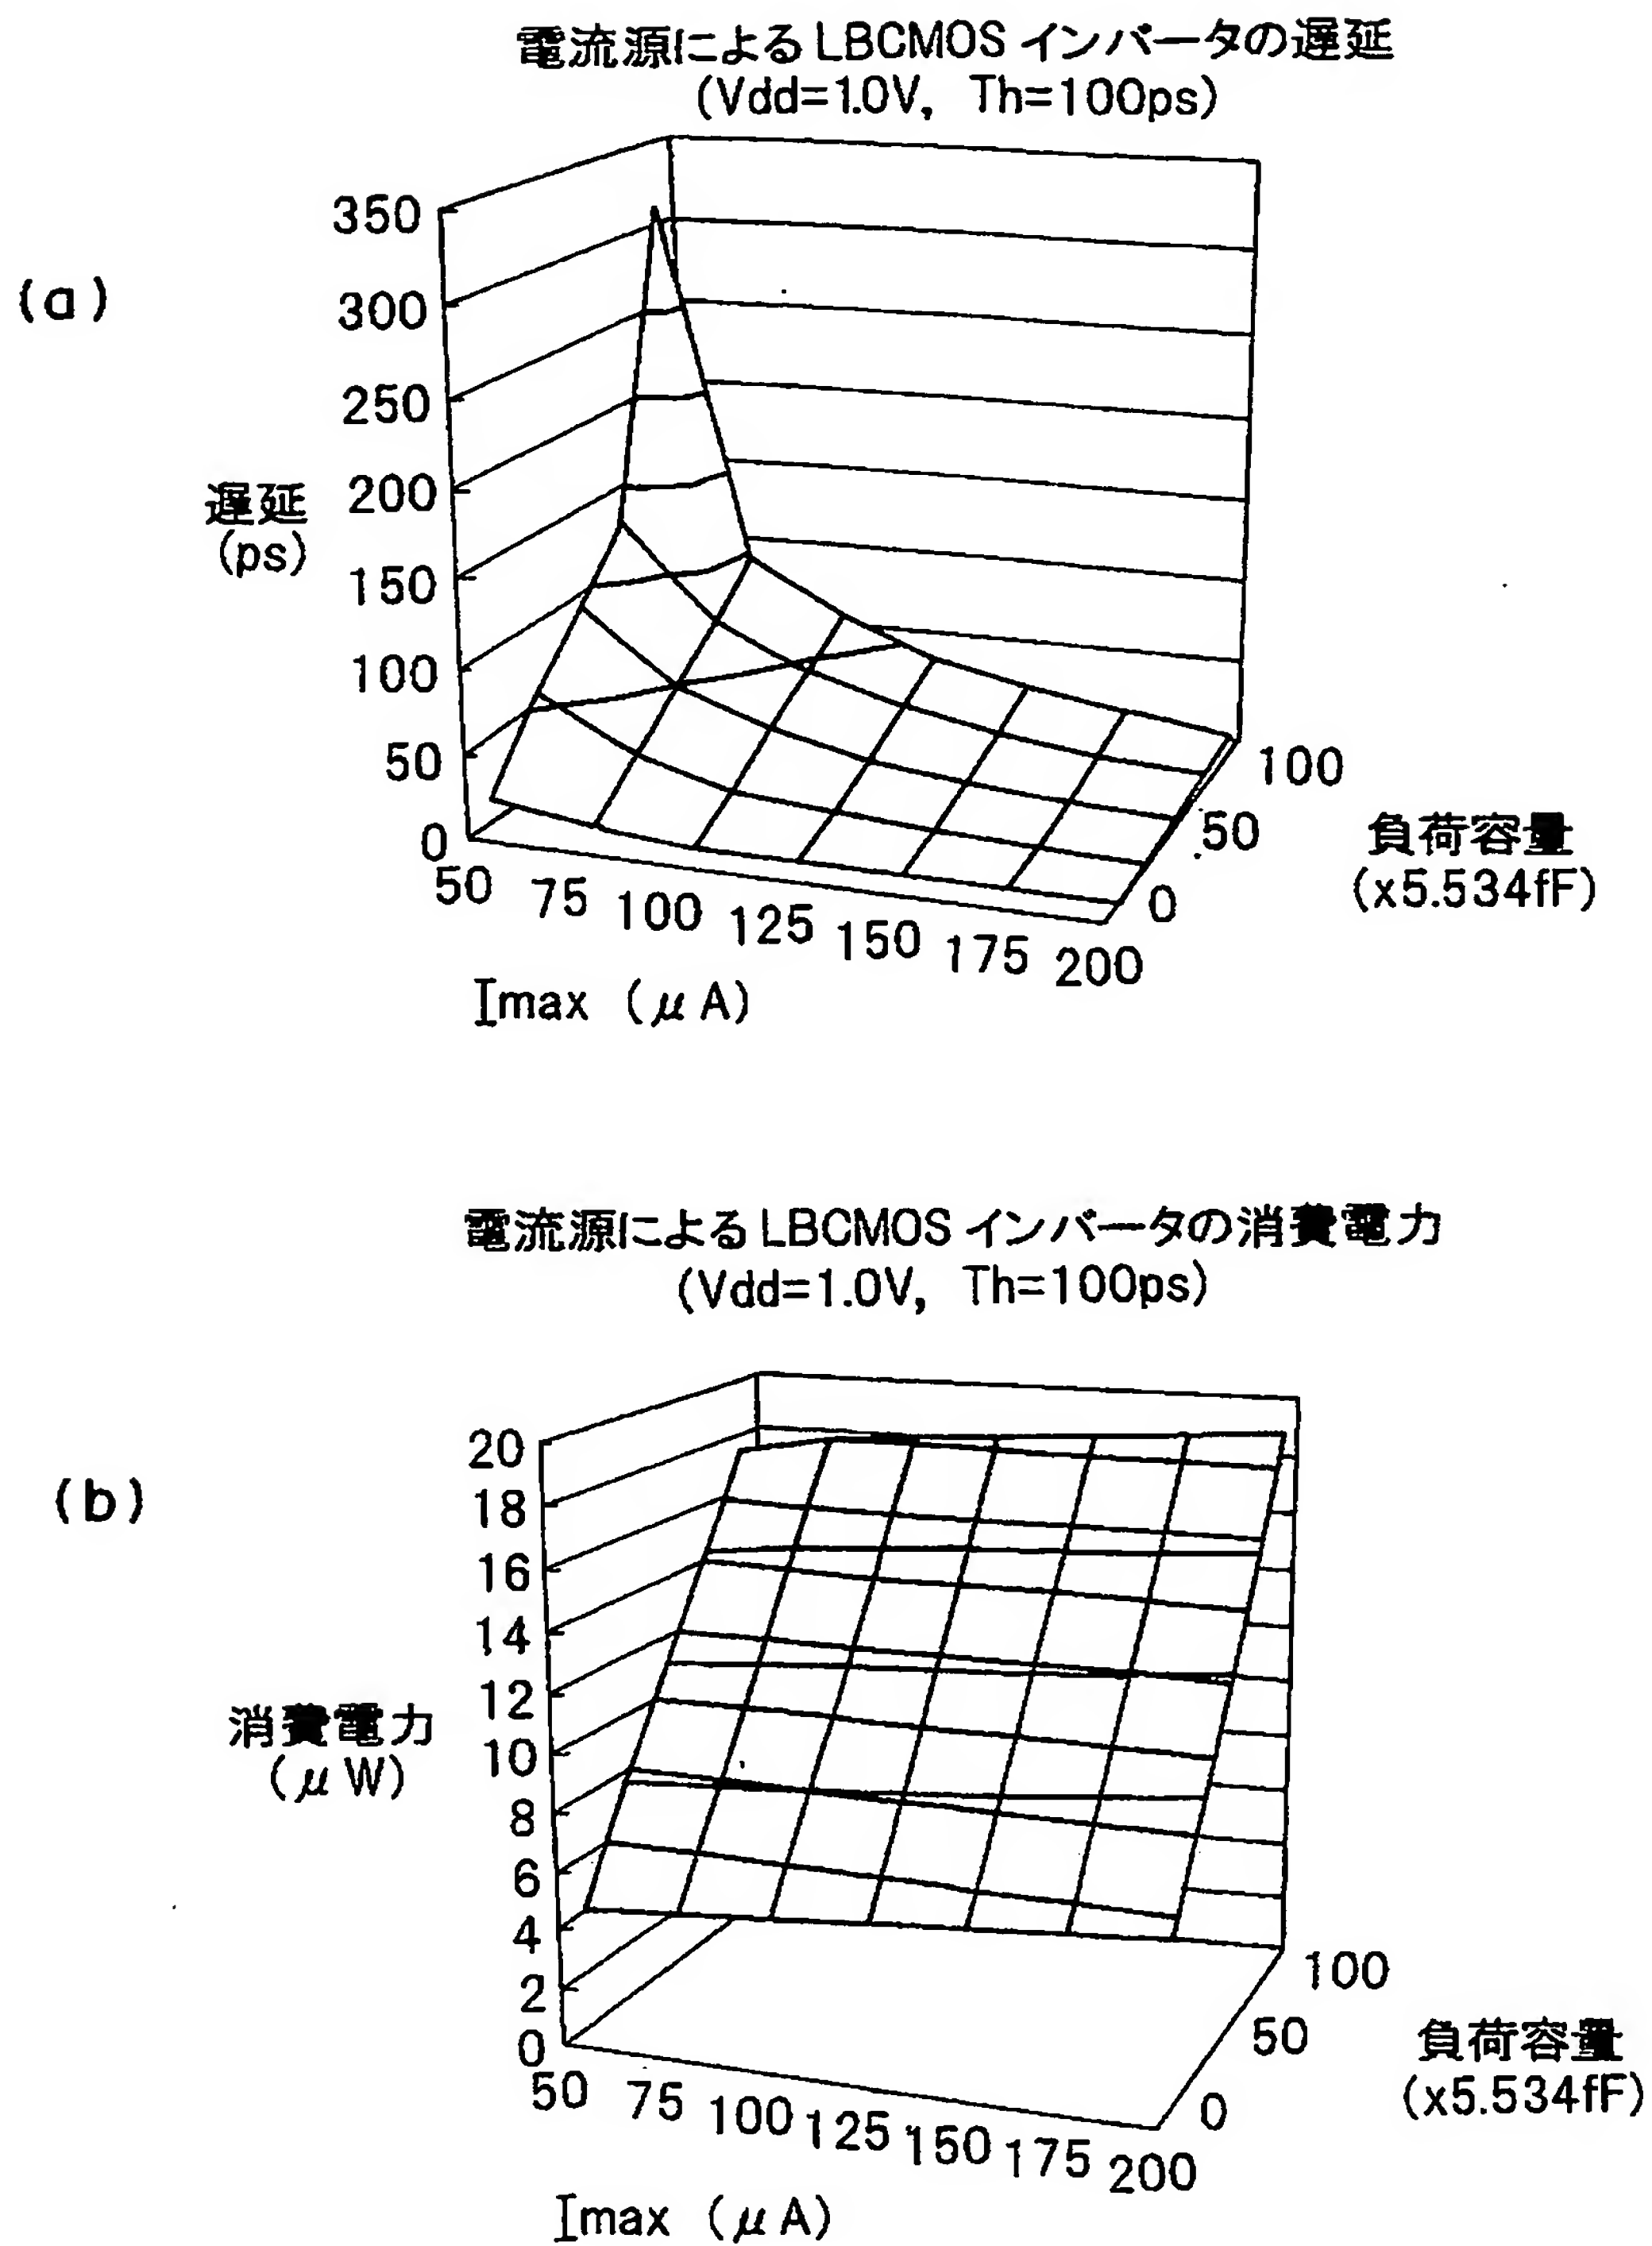 電流源によるLBCMOSインバータの遅延
(Vdd=1.0V, Th=100ps)
(a)
350
300
250
200
150
100
50
0
遅延
(ps)
50 75 100 125 150 175 200
Imax (μA)
0 50 100
負荷容量
(x5.534fF)
電流源によるLBCMOSインバータの消費電力
(Vdd=1.0V, Th=100ps)
(b)
20
18
16
14
12
10
8
6
4
2
0
消費電力
(μW)
50 75 100 125 150 175 200
Imax (μA)
0 50 100
負荷容量
(x5.534fF)